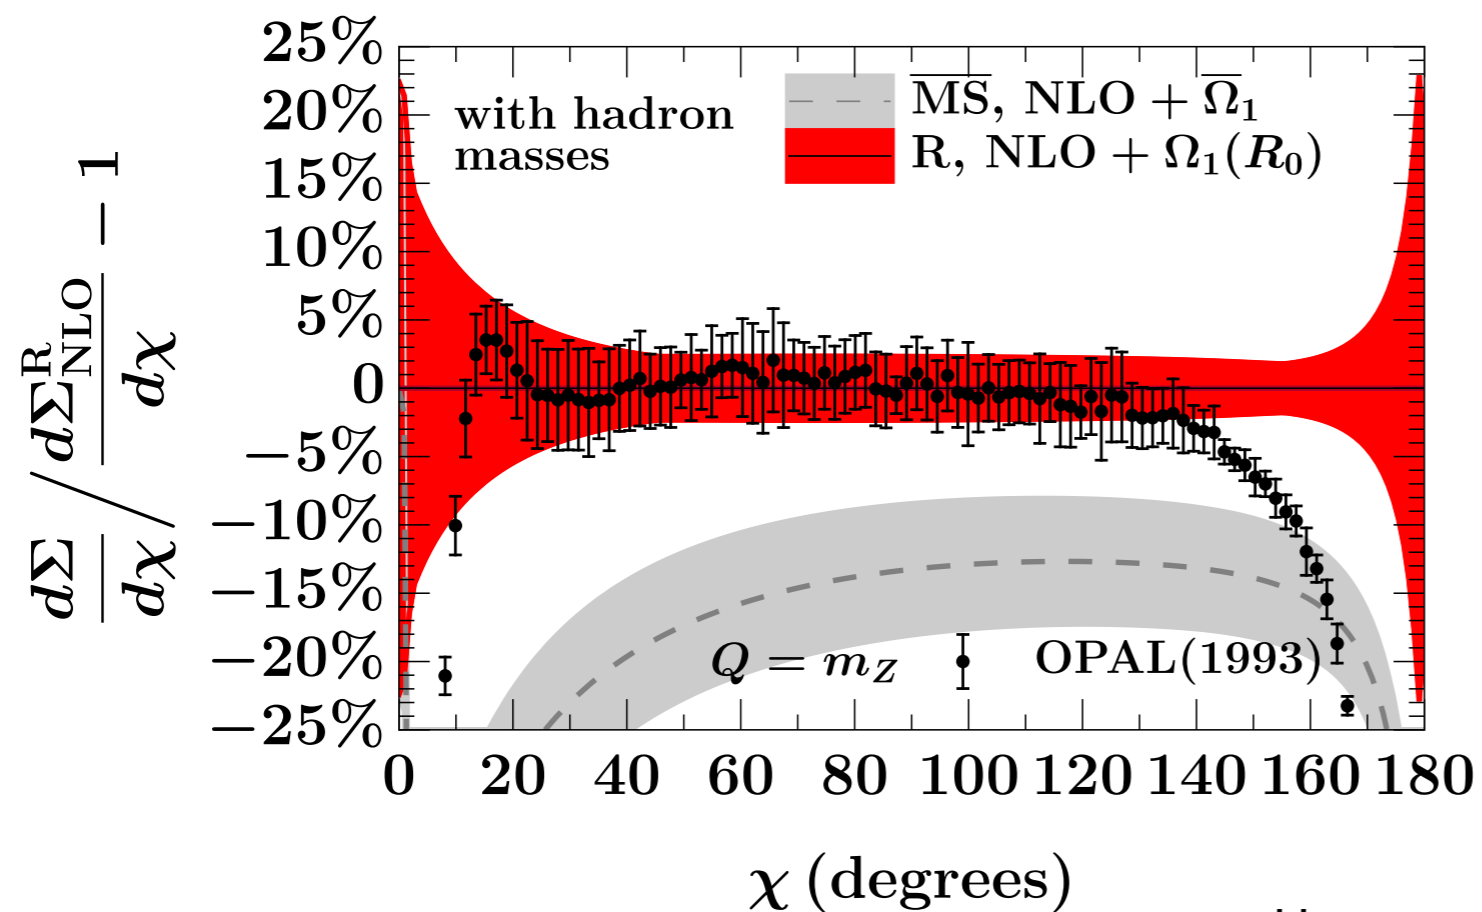 25%
20%
15%
10%
5%
0
−5%
−10%
−15%
−20%
−25%
dΣ/dχ / dΣ^R_NLO/dχ − 1
with hadron
masses
M̅S̅, NLO + Ω̅₁
R, NLO + Ω₁(R₀)
Q = m_Z
OPAL(1993)
0 20 40 60 80 100 120 140 160 180
χ (degrees)